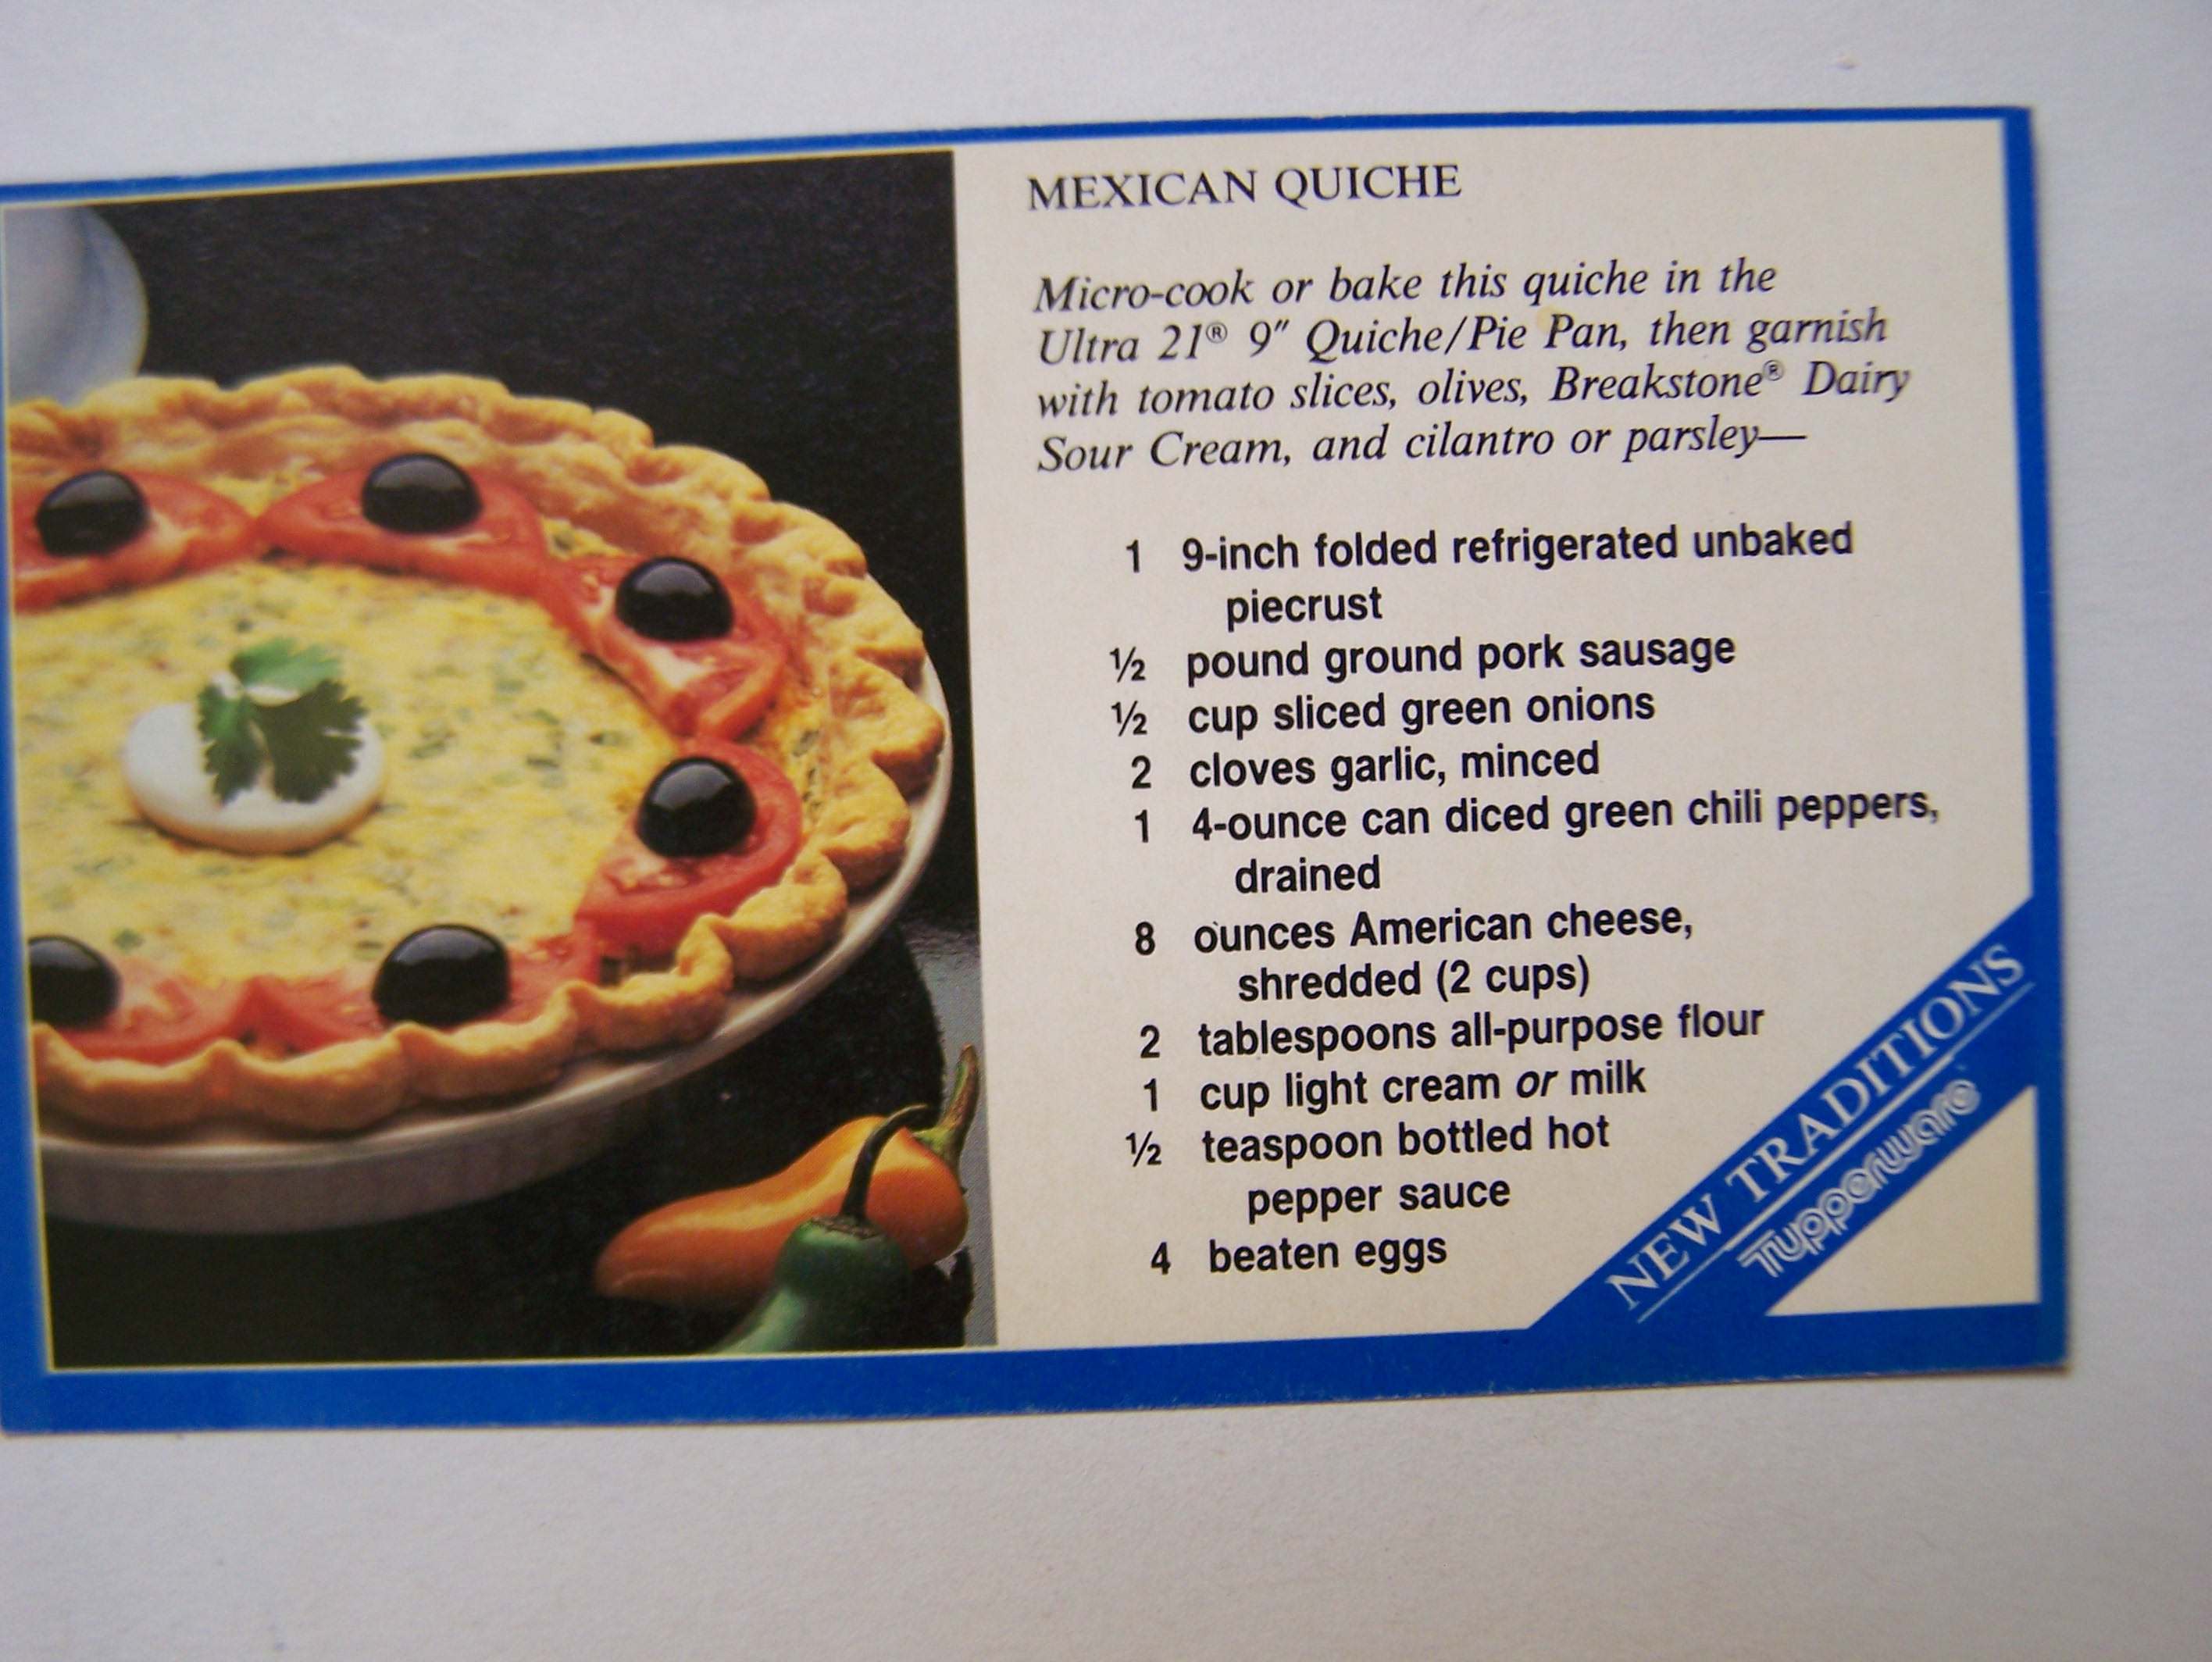 MEXICAN QUICHE
Micro-cook or bake this quiche in the
Ultra 21® 9″ Quiche/Pie Pan, then garnish
with tomato slices, olives, Breakstone® Dairy
Sour Cream, and cilantro or parsley—
1 9-inch folded refrigerated unbaked
piecrust
½ pound ground pork sausage
½ cup sliced green onions
2 cloves garlic, minced
1 4-ounce can diced green chili peppers,
drained
8 ounces American cheese,
shredded (2 cups)
2 tablespoons all-purpose flour
1 cup light cream or milk
½ teaspoon bottled hot
pepper sauce
4 beaten eggs
NEW TRADITIONS
Tupperware